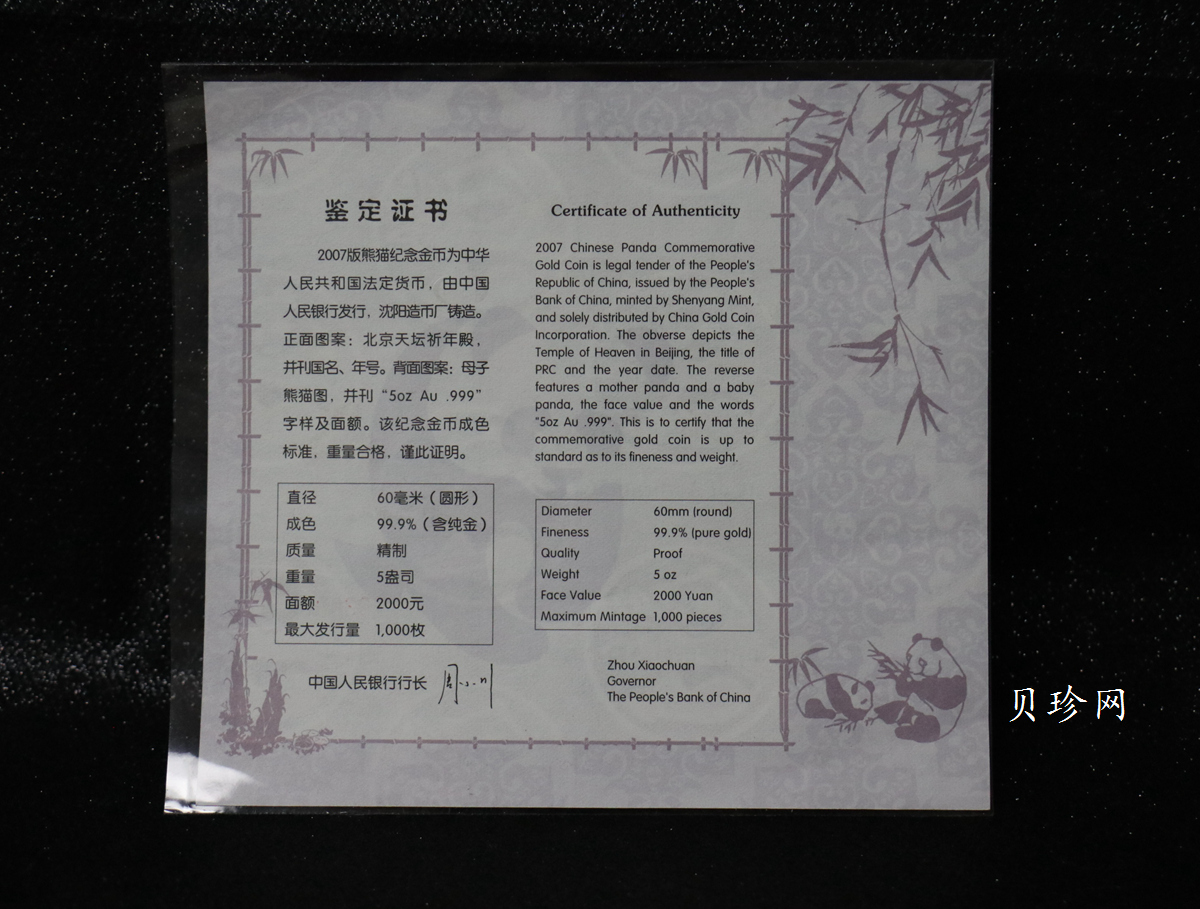 鉴定证书
2007版熊猫纪念金币为中华
人民共和国法定货币，由中国
人民银行发行，沈阳造币厂铸造。
正面图案：北京天坛祈年殿，
并刊国名、年号。背面图案：母子
熊猫图，并刊“5oz Au .999”
字样及面额。该纪念金币成色
标准，重量合格，谨此证明。
直径 60毫米（圆形）
成色 99.9%（含纯金）
质量 精制
重量 5盎司
面额 2000元
最大发行量 1,000枚
中国人民银行行长
Certificate of Authenticity
2007 Chinese Panda Commemorative
Gold Coin is legal tender of the People's
Republic of China, issued by the People's
Bank of China, minted by Shenyang Mint,
and solely distributed by China Gold Coin
Incorporation. The obverse depicts the
Temple of Heaven in Beijing, the title of
PRC and the year date. The reverse
features a mother panda and a baby
panda, the face value and the words
"5oz Au .999". This is to certify that the
commemorative gold coin is up to
standard as to its fineness and weight.
Diameter 60mm (round)
Fineness 99.9% (pure gold)
Quality Proof
Weight 5 oz
Face Value 2000 Yuan
Maximum Mintage 1,000 pieces
Zhou Xiaochuan
Governor
The People's Bank of China
贝珍网